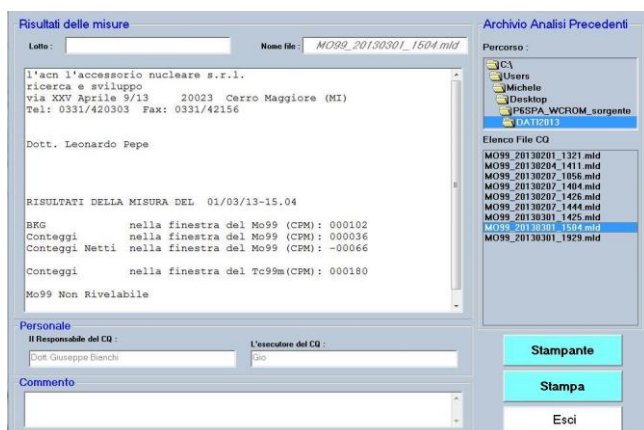 Risultati delle misure
Lotto :
Nome file : MO99_20130301_1504.mld
l'acn l'accessorio nucleare s.r.l.
ricerca e sviluppo
via XXV Aprile 9/13 20023 Cerro Maggiore (MI)
Tel: 0331/420303 Fax: 0331/42156
Dott. Leonardo Pepe
RISULTATI DELLA MISURA DEL 01/03/13-15.04
BKG nella finestra del Mo99 (CPM): 000102
Conteggi nella finestra del Mo99 (CPM): 000036
Conteggi Netti nella finestra del Mo99 (CPM): -00066
Conteggi nella finestra del Tc99m(CPM): 000180
Mo99 Non Rivelabile
Personale
Il Responsabile del CQ :
Dott. Giuseppe Bianchi
L'esecutore del CQ :
Gio
Commento
Archivio Analisi Precedenti
Percorso :
C:\
Users
Michele
Desktop
P6SPA_WCROM_sorgente
DATI2013
Elenco File CQ
MO99_20130201_1321.mld
MO99_20130204_1411.mld
MO99_20130207_1056.mld
MO99_20130207_1404.mld
MO99_20130207_1426.mld
MO99_20130207_1444.mld
MO99_20130301_1425.mld
MO99_20130301_1504.mld
MO99_20130301_1929.mld
Stampante
Stampa
Esci